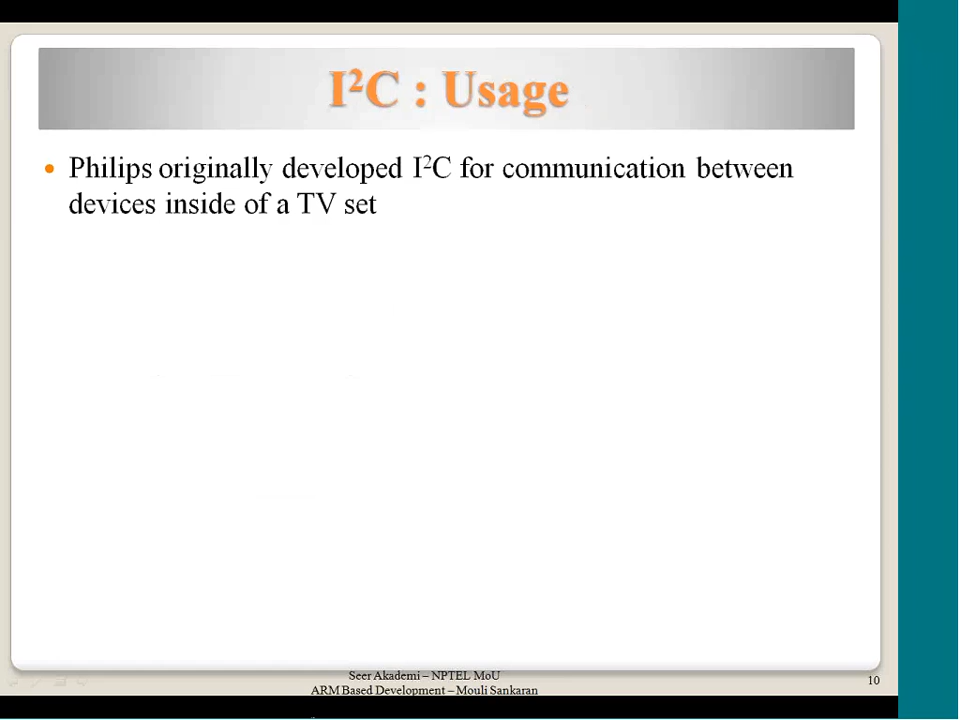 I²C : Usage
• Philips originally developed I²C for communication between
devices inside of a TV set
Seer Akademi – NPTEL MoU
ARM Based Development – Mouli Sankaran
10